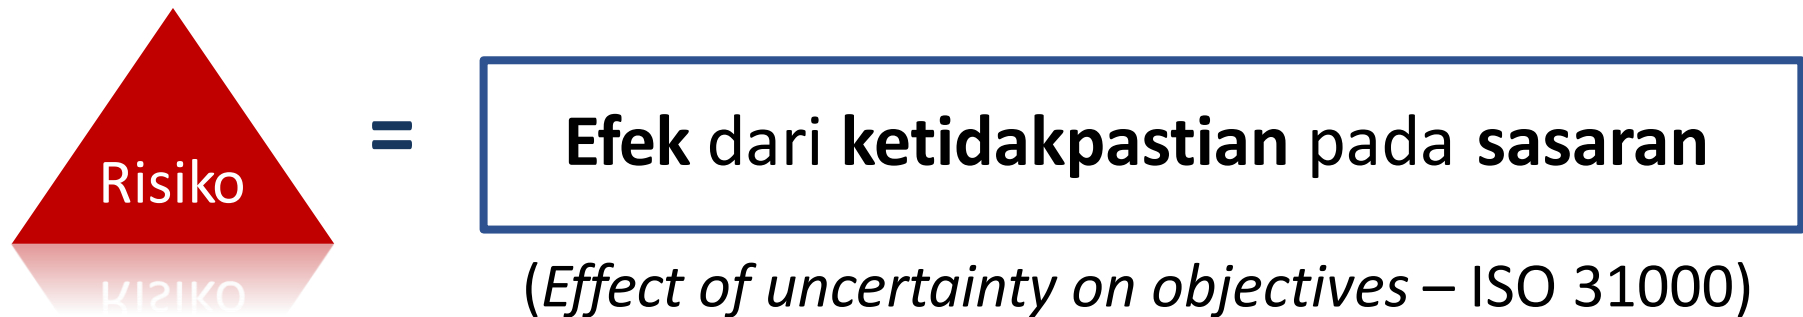 Risiko
=
Efek dari ketidakpastian pada sasaran
(Effect of uncertainty on objectives – ISO 31000)